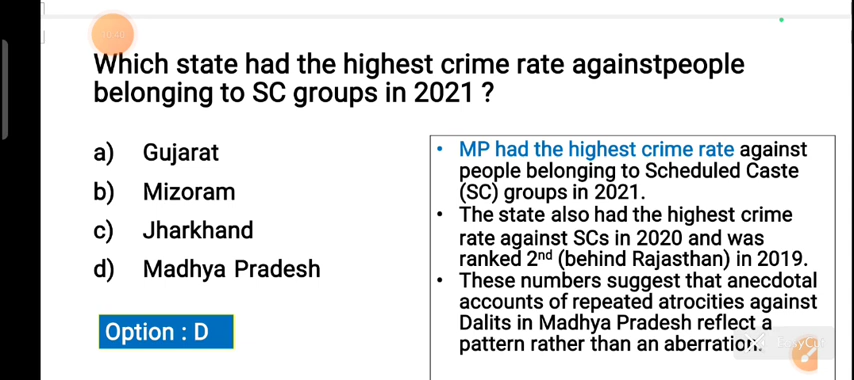 Which state had the highest crime rate againstpeople
belonging to SC groups in 2021 ?
a) Gujarat
b) Mizoram
c) Jharkhand
d) Madhya Pradesh
Option : D
• MP had the highest crime rate against
people belonging to Scheduled Caste
(SC) groups in 2021.
• The state also had the highest crime
rate against SCs in 2020 and was
ranked 2nd (behind Rajasthan) in 2019.
• These numbers suggest that anecdotal
accounts of repeated atrocities against
Dalits in Madhya Pradesh reflect a
pattern rather than an aberration.